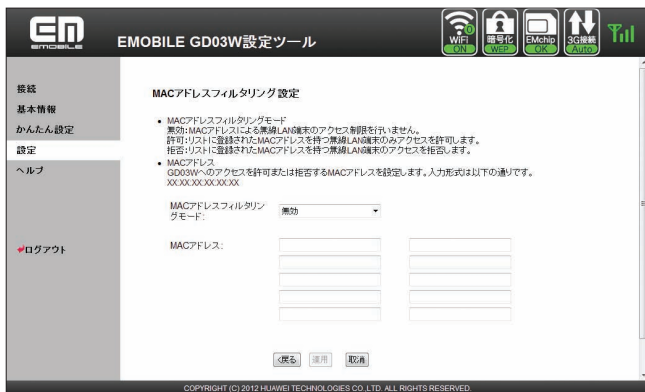 EM
EMOBILE
EMOBILE GD03W設定ツール
0
WiFi
ON
暗号化
WEP
EMchip
OK
3G接続
Auto
接続
基本情報
かんたん設定
設定
ヘルプ
ログアウト
MACアドレスフィルタリング設定
• MACアドレスフィルタリングモード
無効:MACアドレスによる無線LAN端末のアクセス制限を行いません。
許可:リストに登録されたMACアドレスを持つ無線LAN端末のみアクセスを許可します。
拒否:リストに登録されたMACアドレスを持つ無線LAN端末のアクセスを拒否します。
• MACアドレス
GD03Wへのアクセスを許可または拒否するMACアドレスを設定します。入力形式は以下の通りです。
XX:XX:XX:XX:XX:XX
MACアドレスフィルタリン
グモード:
無効
MACアドレス:
<戻る 適用 取消
COPYRIGHT (C) 2012 HUAWEI TECHNOLOGIES CO.,LTD. ALL RIGHTS RESERVED.